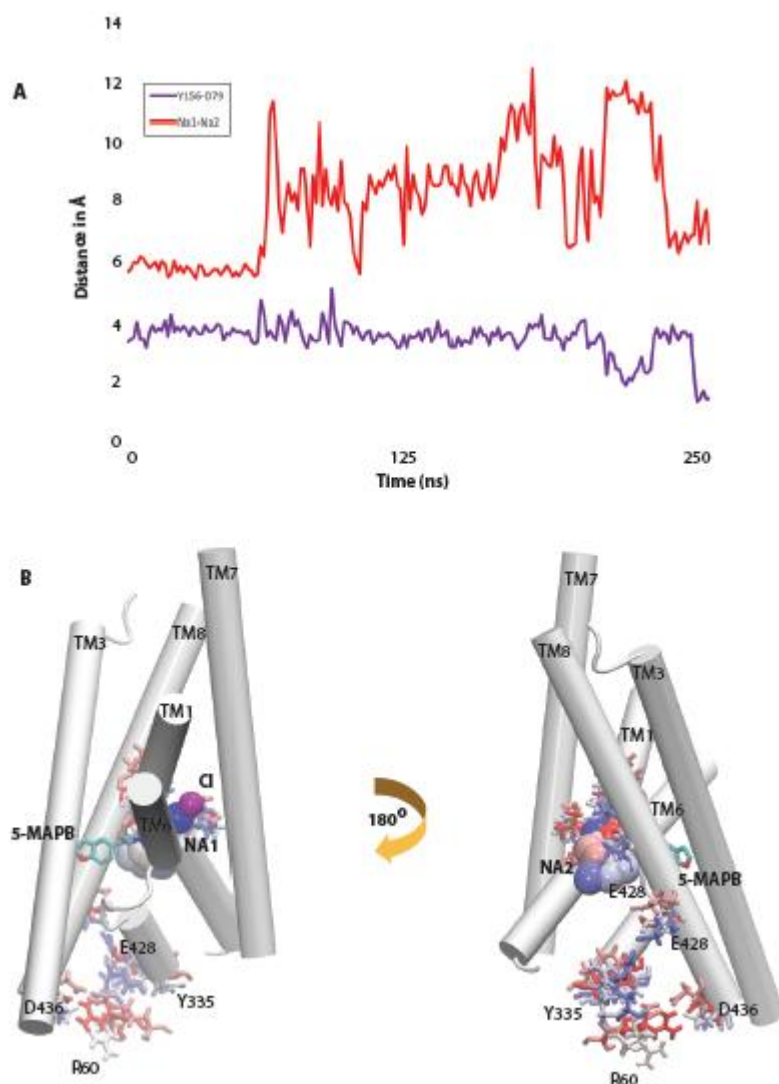 A
14
12
10
8
6
4
2
0
Distance in Å
Y156-D79
Na1-Na2
0 125 250
Time (ns)
B
TM7
TM3
TM8
TM1
Cl
TM6
5-MAPB
NA1
E428
D436
Y335
R60
180°
TM7
TM8
TM3
TM1
TM6
NA2
5-MAPB
E428
E428
Y335
D436
R60